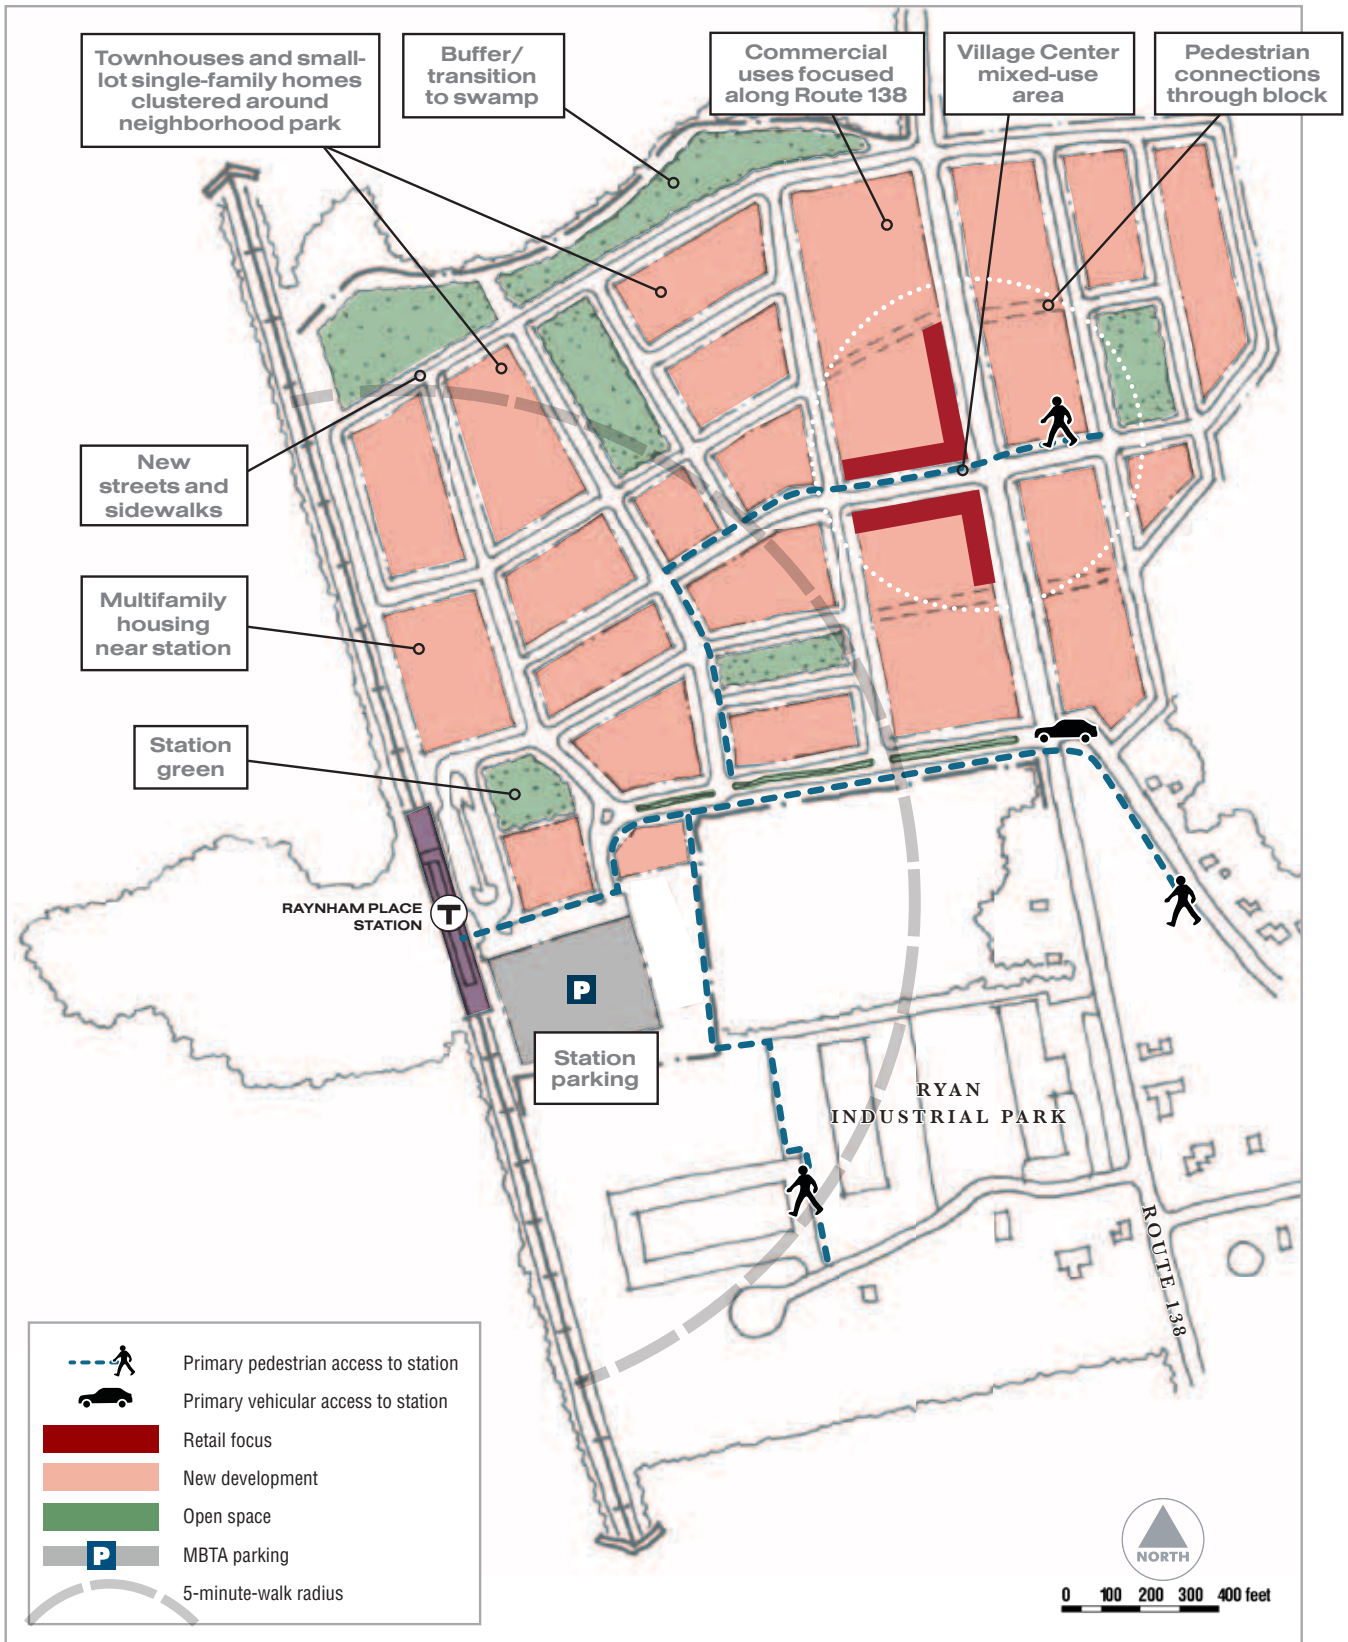 Townhouses and small-
lot single-family homes
clustered around
neighborhood park
Buffer/
transition
to swamp
Commercial
uses focused
along Route 138
Village Center
mixed-use
area
Pedestrian
connections
through block
New
streets and
sidewalks
Multifamily
housing
near station
Station
green
RAYNHAM PLACE
STATION
T
P
Station
parking
RYAN
INDUSTRIAL PARK
ROUTE 138
Primary pedestrian access to station
Primary vehicular access to station
Retail focus
New development
Open space
P
MBTA parking
5-minute-walk radius
NORTH
0 100 200 300 400 feet